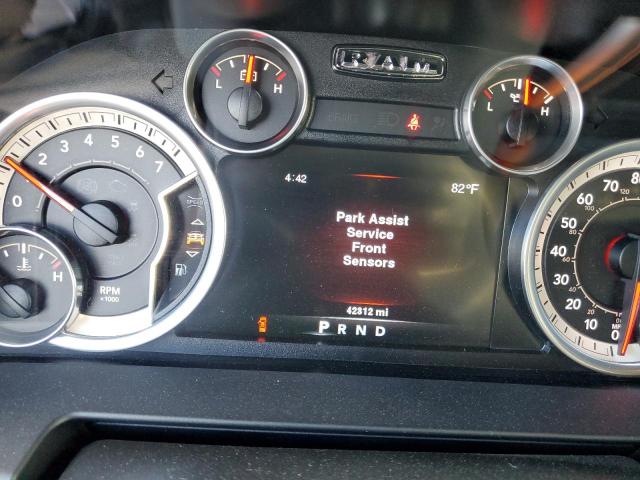 RAM
L H
L H
1 2 3 4 5 6 7
0
RPM
x1000
H
4:42 82°F
Park Assist
Service
Front
Sensors
42812 mi
P R N D
80
70
60
50
40
30
20
10
0